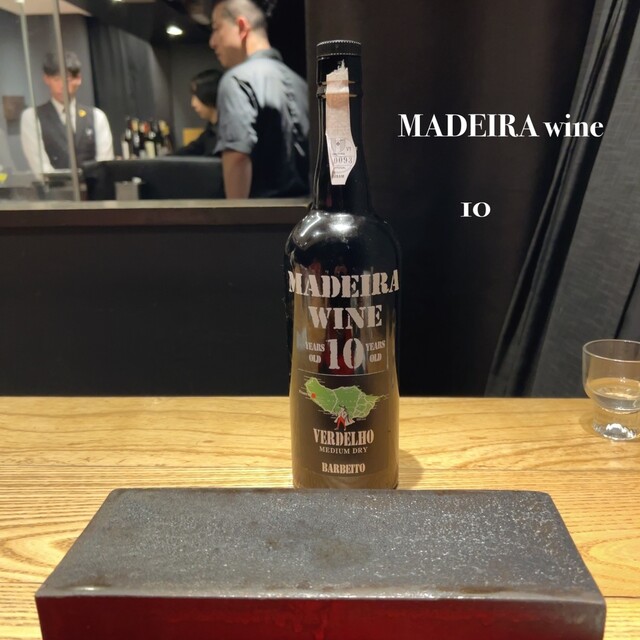 MADEIRA wine
10
MADEIRA
WINE
YEARS OLD 10 YEARS OLD
VERDELHO
MEDIUM DRY
BARBEITO